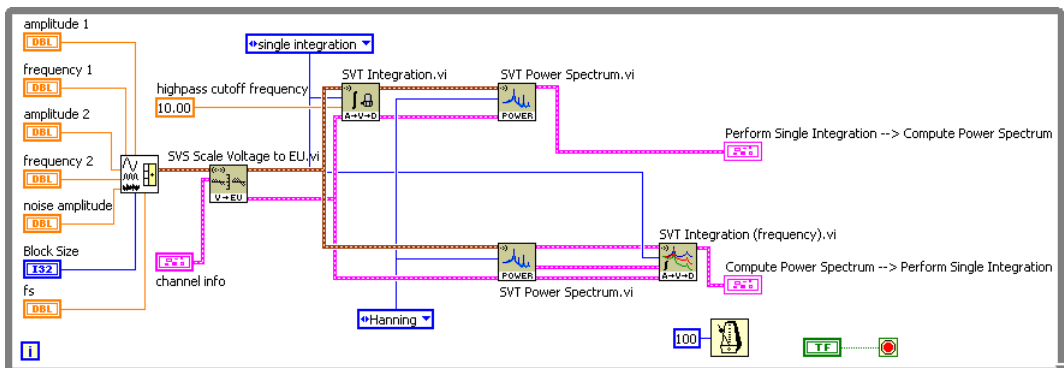 amplitude 1
DBL
frequency 1
DBL
amplitude 2
DBL
frequency 2
DBL
noise amplitude
DBL
Block Size
I32
fs
DBL
i
single integration
highpass cutoff frequency
10.00
SVT Integration.vi
A→V→D
SVT Power Spectrum.vi
POWER
Perform Single Integration --> Compute Power Spectrum
SVS Scale Voltage to EU.vi
V→EU
channel info
SVT Integration (frequency).vi
A→V→D
POWER
SVT Power Spectrum.vi
Compute Power Spectrum --> Perform Single Integration
Hanning
100
TF